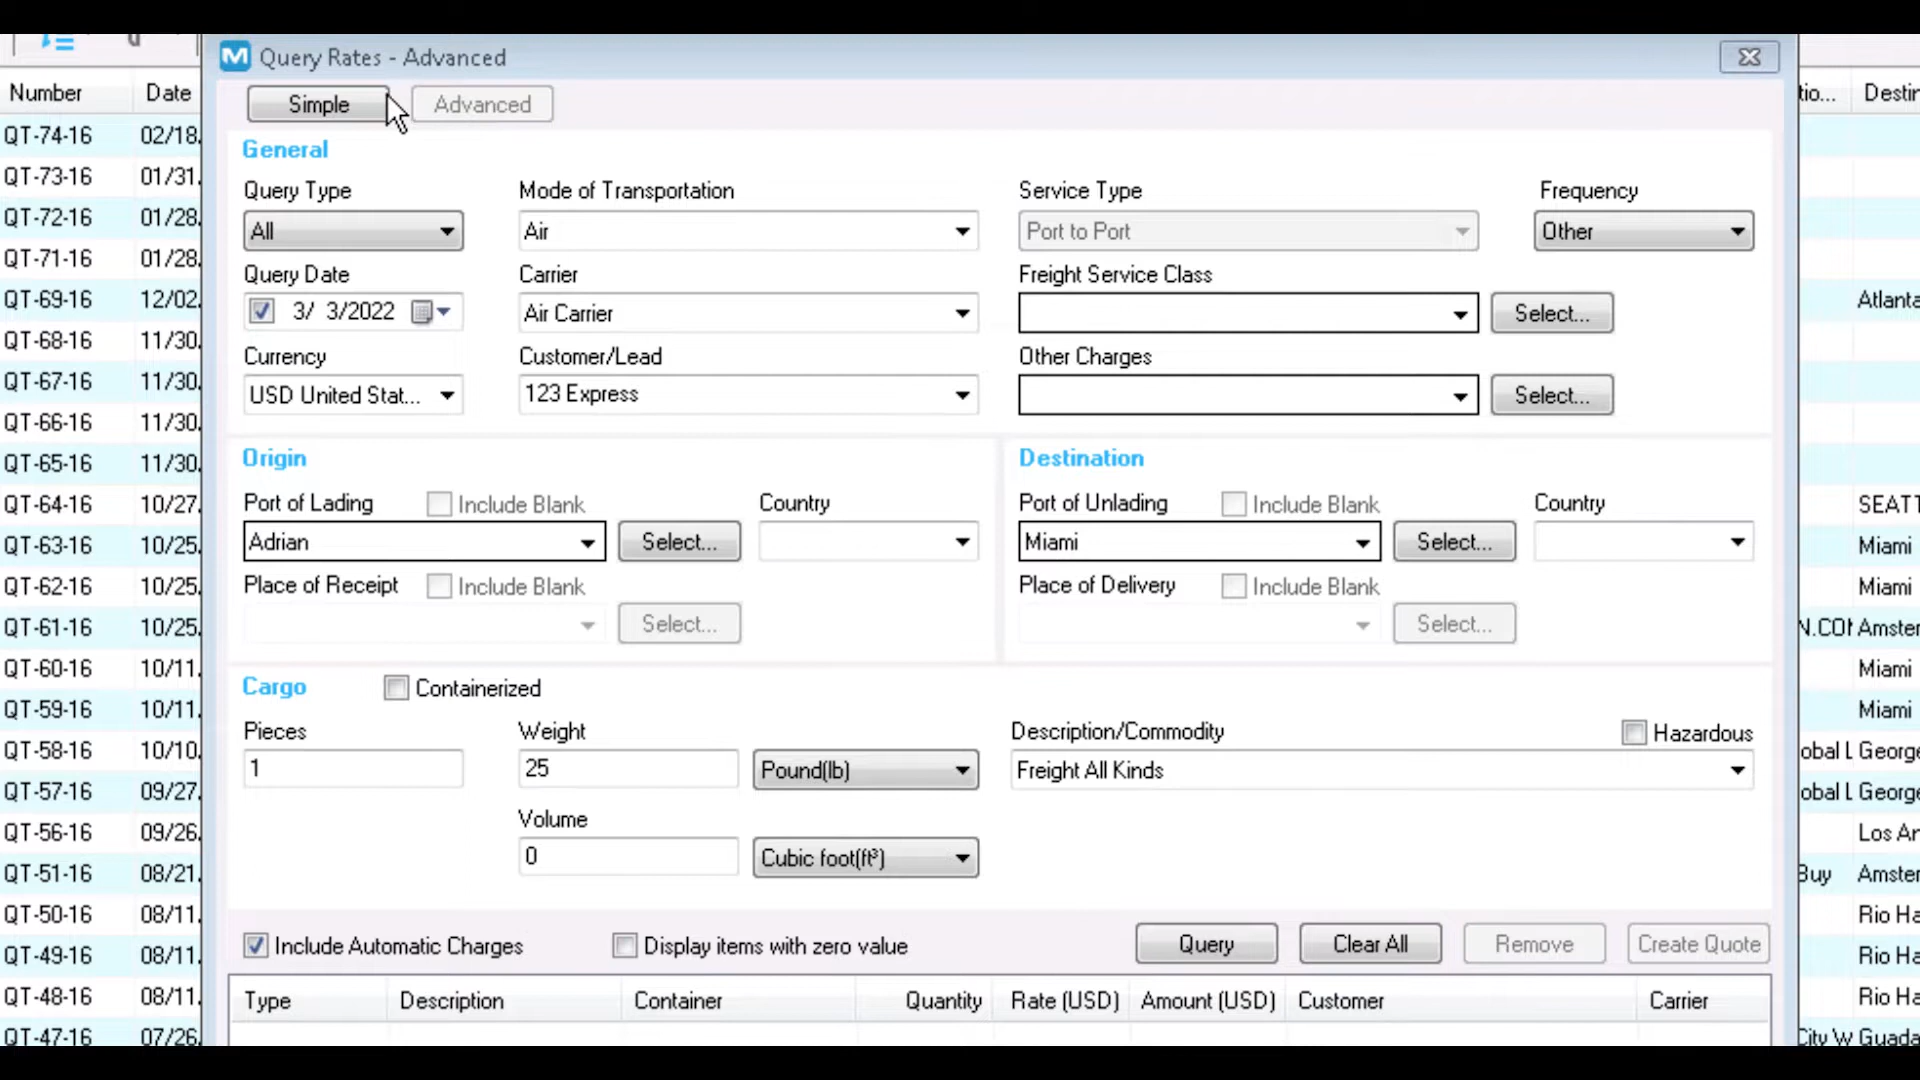 M Query Rates - Advanced
Number Date tio... Destin
Simple Advanced
General
Query Type Mode of Transportation Service Type Frequency
All Air Port to Port Other
Query Date Carrier Freight Service Class
3/ 3/2022 Air Carrier Select...
Currency Customer/Lead Other Charges
USD United Stat... 123 Express Select...
Origin Destination
Port of Lading Include Blank Country Port of Unlading Include Blank Country
Adrian Select... Miami Select...
Place of Receipt Include Blank Place of Delivery Include Blank
Select... Select...
Cargo Containerized
Pieces Weight Description/Commodity Hazardous
1 25 Pound(lb) Freight All Kinds
Volume
0 Cubic foot(ft³)
Include Automatic Charges Display items with zero value Query Clear All Remove Create Quote
Type Description Container Quantity Rate (USD) Amount (USD) Customer Carrier
QT-74-16 02/18.
QT-73-16 01/31.
QT-72-16 01/28.
QT-71-16 01/28.
QT-69-16 12/02. Atlanta
QT-68-16 11/30.
QT-67-16 11/30.
QT-66-16 11/30.
QT-65-16 11/30.
QT-64-16 10/27. SEATT
QT-63-16 10/25. Miami
QT-62-16 10/25. Miami
QT-61-16 10/25. N.CO Amster
QT-60-16 10/11. Miami
QT-59-16 10/11. Miami
QT-58-16 10/10. obal L George
QT-57-16 09/27. obal L George
QT-56-16 09/26. Los An
QT-51-16 08/21. Buy Amster
QT-50-16 08/11. Rio Ha
QT-49-16 08/11. Rio Ha
QT-48-16 08/11. Rio Ha
QT-47-16 07/26. City W Guada